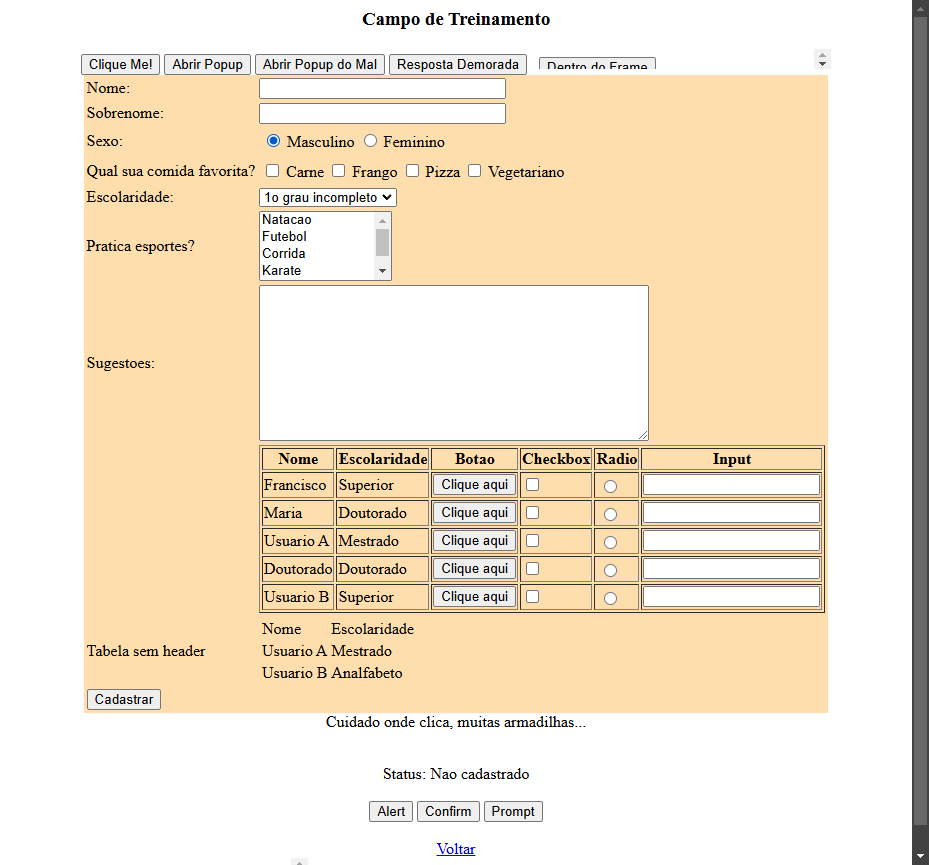 Campo de Treinamento
Clique Me! Abrir Popup Abrir Popup do Mal Resposta Demorada Dentro do Frame
Nome:
Sobrenome:
Sexo: Masculino Feminino
Qual sua comida favorita? Carne Frango Pizza Vegetariano
Escolaridade: 1o grau incompleto
Natacao
Futebol
Pratica esportes?
Corrida
Karate
Sugestoes:
Nome Escolaridade Botao Checkbox Radio Input
Francisco Superior Clique aqui
Maria Doutorado Clique aqui
Usuario A Mestrado Clique aqui
Doutorado Doutorado Clique aqui
Usuario B Superior Clique aqui
Nome Escolaridade
Tabela sem header Usuario A Mestrado
Usuario B Analfabeto
Cadastrar
Cuidado onde clica, muitas armadilhas...
Status: Nao cadastrado
Alert Confirm Prompt
Voltar